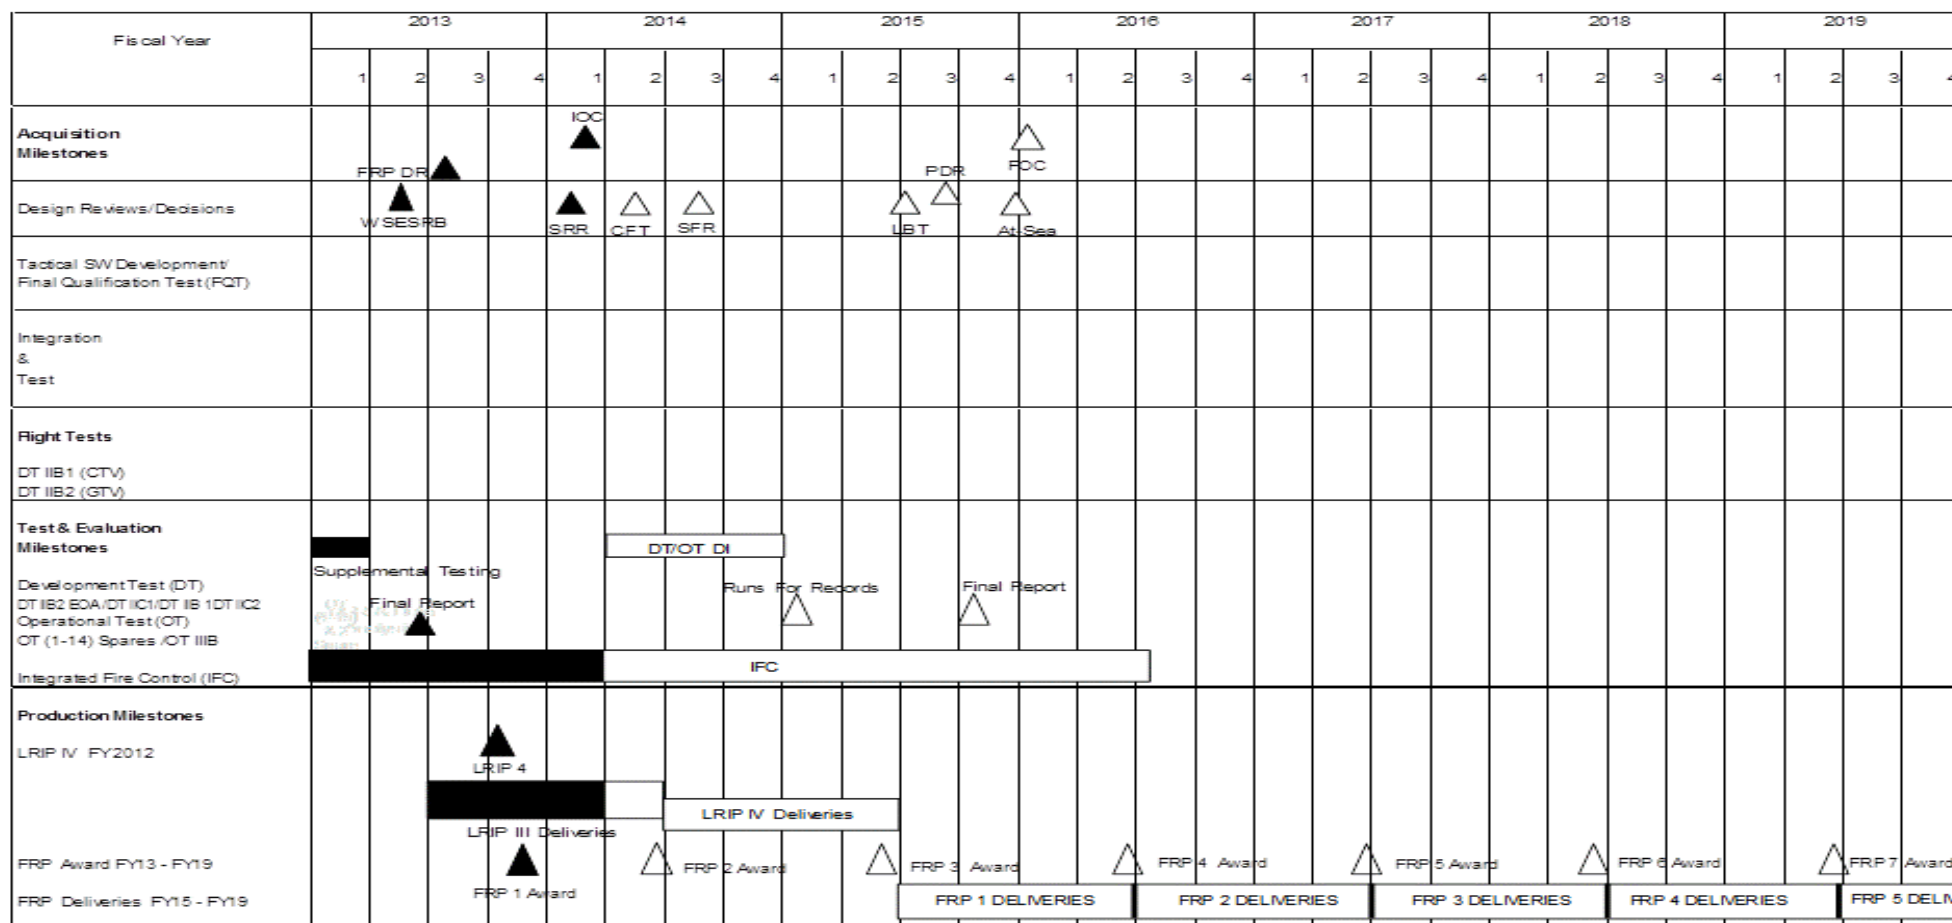 Fiscal Year
2013 2014 2015 2016 2017 2018 2019
1 2 3 4 1 2 3 4 1 2 3 4 1 2 3 4 1 2 3 4 1 2 3 4 1 2 3 4
Acquisition
Milestones
IOC
FRP DR
PDR
FOC
Design Reviews/Decisions
WSESRB
SRR
CFT
SFR
LBT
At-Sea
Tactical SW Development/
Final Qualification Test (FQT)
Integration
&
Test
Flight Tests
DT IIB1 (CTV)
DT IIB2 (GTV)
Test & Evaluation
Milestones
DT/OT DI
Supplemental Testing
Development Test (DT)
Runs For Records
Final Report
DT IIB2 EOA/DT IIC1/DT IIB 1DT IIC2
Final Report
Operational Test (OT)
OT (1-14) Spares /OT IIIB
Integrated Fire Control (IFC)
IFC
Production Milestones
LRIP IV FY2012
LRIP 4
LRIP IV Deliveries
LRIP III Deliveries
FRP Award FY13 - FY19
FRP 2 Award
FRP 3 Award
FRP 4 Award
FRP 5 Award
FRP 6 Award
FRP 7 Award
FRP 1 Award
FRP Deliveries FY15 - FY19
FRP 1 DELIVERIES
FRP 2 DELIVERIES
FRP 3 DELIVERIES
FRP 4 DELIVERIES
FRP 5